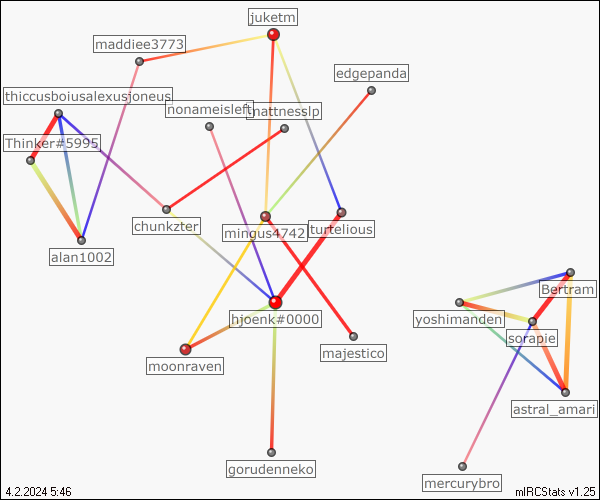 juketm
maddiee3773
edgepanda
thiccusboiusalexusjoneus
nonameisleft
mattnesslp
Thinker#5995
chunkzter
mingus4742
turtelious
alan1002
Bertram
bjoenk#0000
yoshimanden
sorapie
majestico
moonraven
astral_amari
gorudenneko
mercurybro
4.2.2024 5:46
mIRCStats v1.25